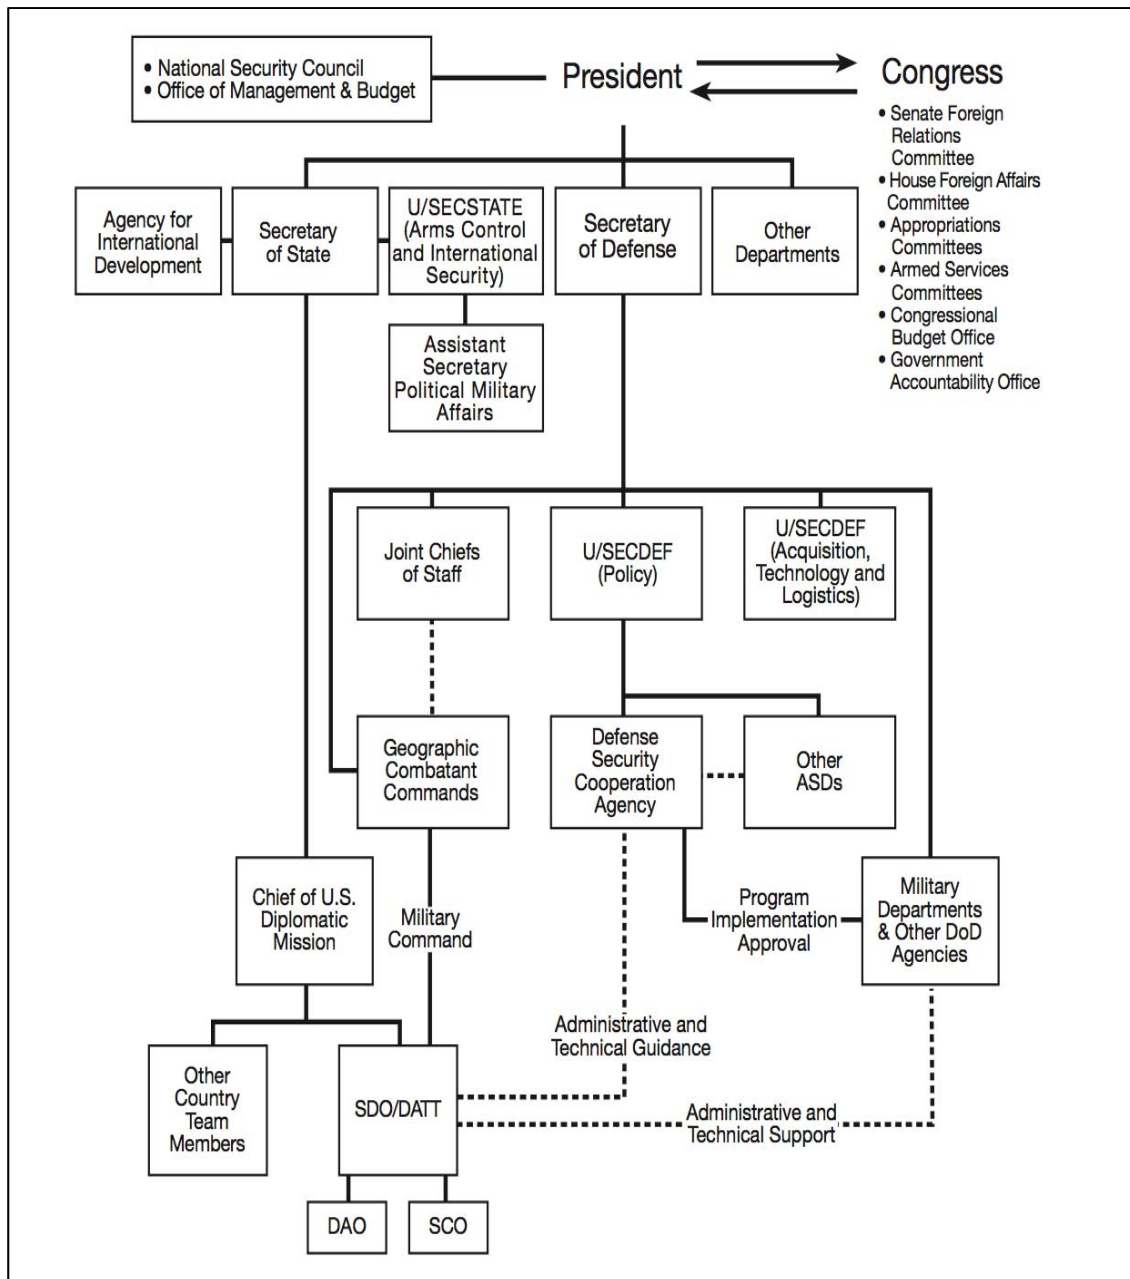 • National Security Council
• Office of Management & Budget
President
Congress
• Senate Foreign
Relations
Committee
• House Foreign Affairs
Committee
• Appropriations
Committees
• Armed Services
Committees
• Congressional
Budget Office
• Government
Accountability Office
Agency for
International
Development
Secretary
of State
U/SECSTATE
(Arms Control
and International
Security)
Secretary
of Defense
Other
Departments
Assistant
Secretary
Political Military
Affairs
Joint Chiefs
of Staff
U/SECDEF
(Policy)
U/SECDEF
(Acquisition,
Technology and
Logistics)
Geographic
Combatant
Commands
Defense
Security
Cooperation
Agency
Other
ASDs
Chief of U.S.
Diplomatic
Mission
Military
Command
Program
Implementation
Approval
Military
Departments
& Other DoD
Agencies
Administrative and
Technical Guidance
Other
Country
Team
Members
SDO/DATT
Administrative and
Technical Support
DAO
SCO